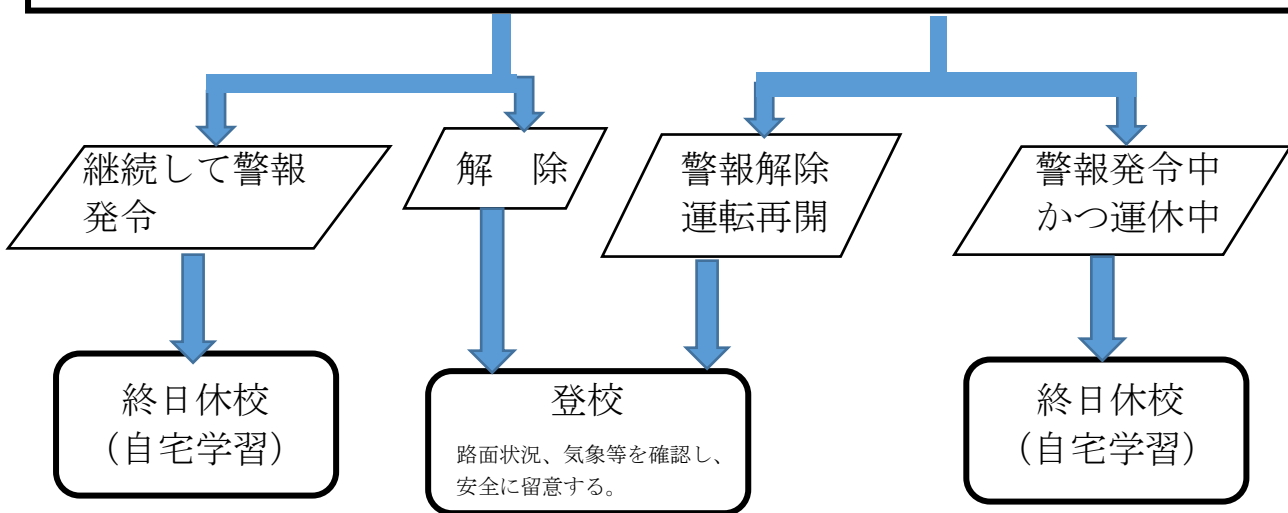 継続して警報
発令
解　除
警報解除
運転再開
警報発令中
かつ運休中
終日休校
(自宅学習)
登校
路面状況、気象等を確認し、
安全に留意する。
終日休校
(自宅学習)